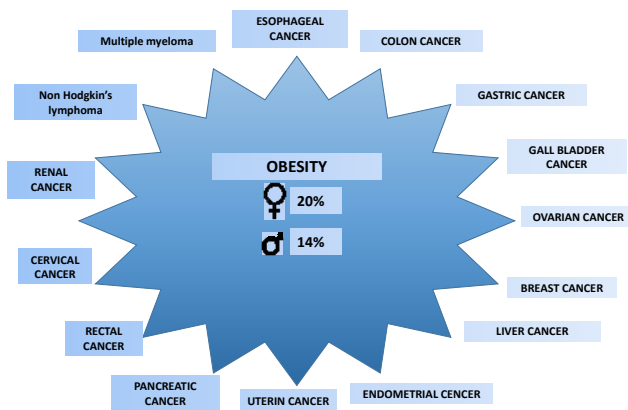 ESOPHAGEAL
CANCER
Multiple myeloma
COLON CANCER
Non Hodgkin's
lymphoma
GASTRIC CANCER
GALL BLADDER
CANCER
RENAL
CANCER
OBESITY
20%
14%
OVARIAN CANCER
CERVICAL
CANCER
BREAST CANCER
RECTAL
CANCER
LIVER CANCER
PANCREATIC
CANCER
UTERIN CANCER
ENDOMETRIAL CENCER